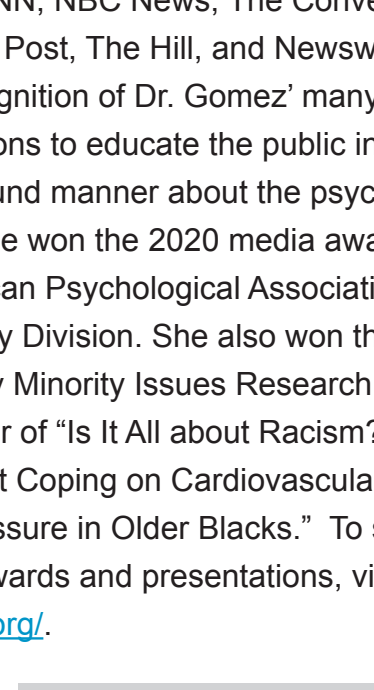 NN, NBC News, The Conve
Post, The Hill, and Newsw
gnition of Dr. Gomez’ many
ons to educate the public in
und manner about the psyc
e won the 2020 media awa
an Psychological Associati
y Division. She also won th
y Minority Issues Research
r of “Is It All about Racism?
t Coping on Cardiovascula
ssure in Older Blacks.”  To s
wards and presentations, vi
org/.